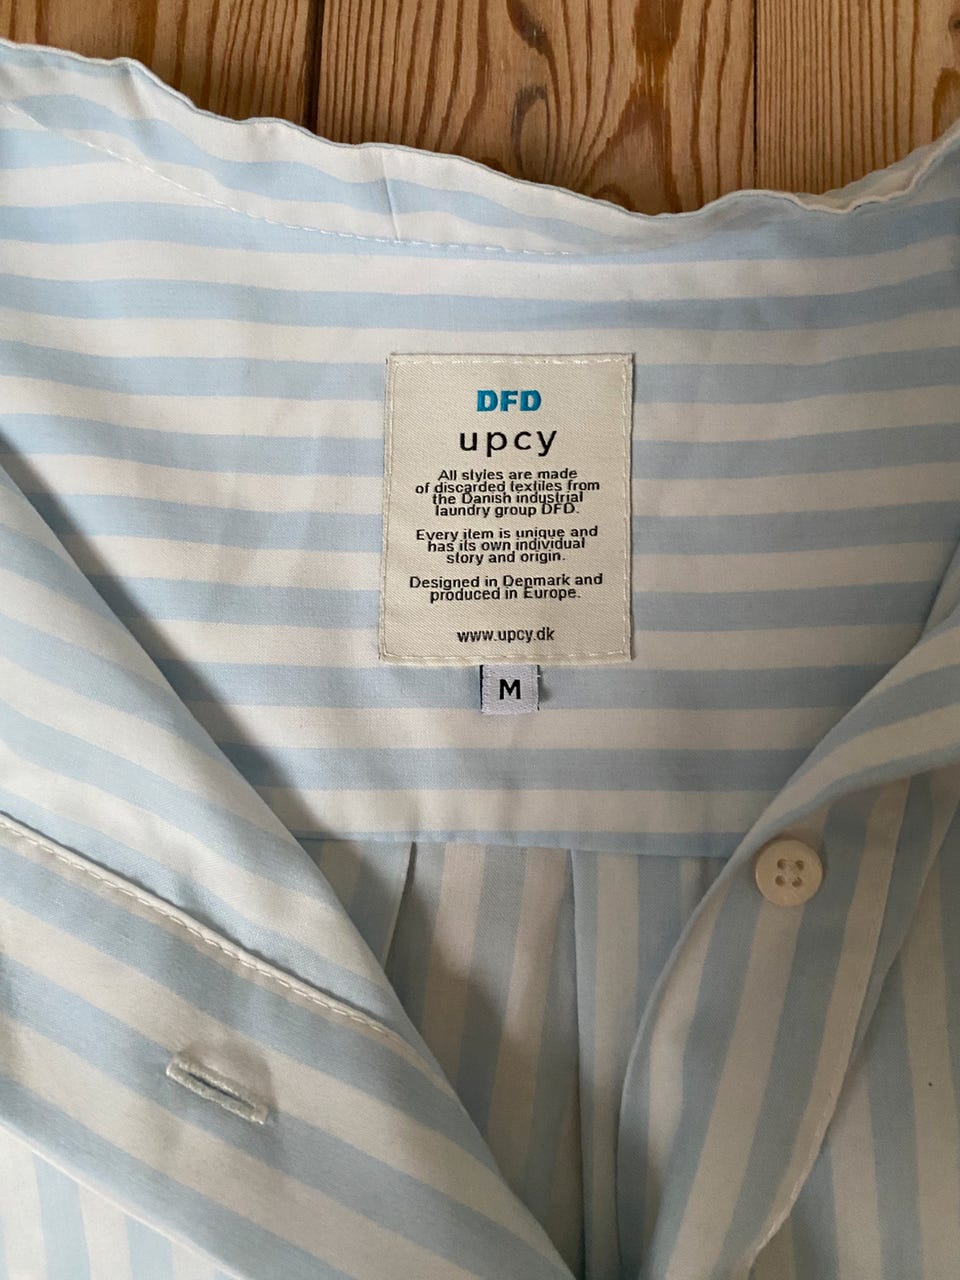 DFD
upcy
All styles are made
of discarded textiles from
the Danish industrial
laundry group DFD.
Every item is unique and
has its own individual
story and origin.
Designed in Denmark and
produced in Europe.
www.upcy.dk
M